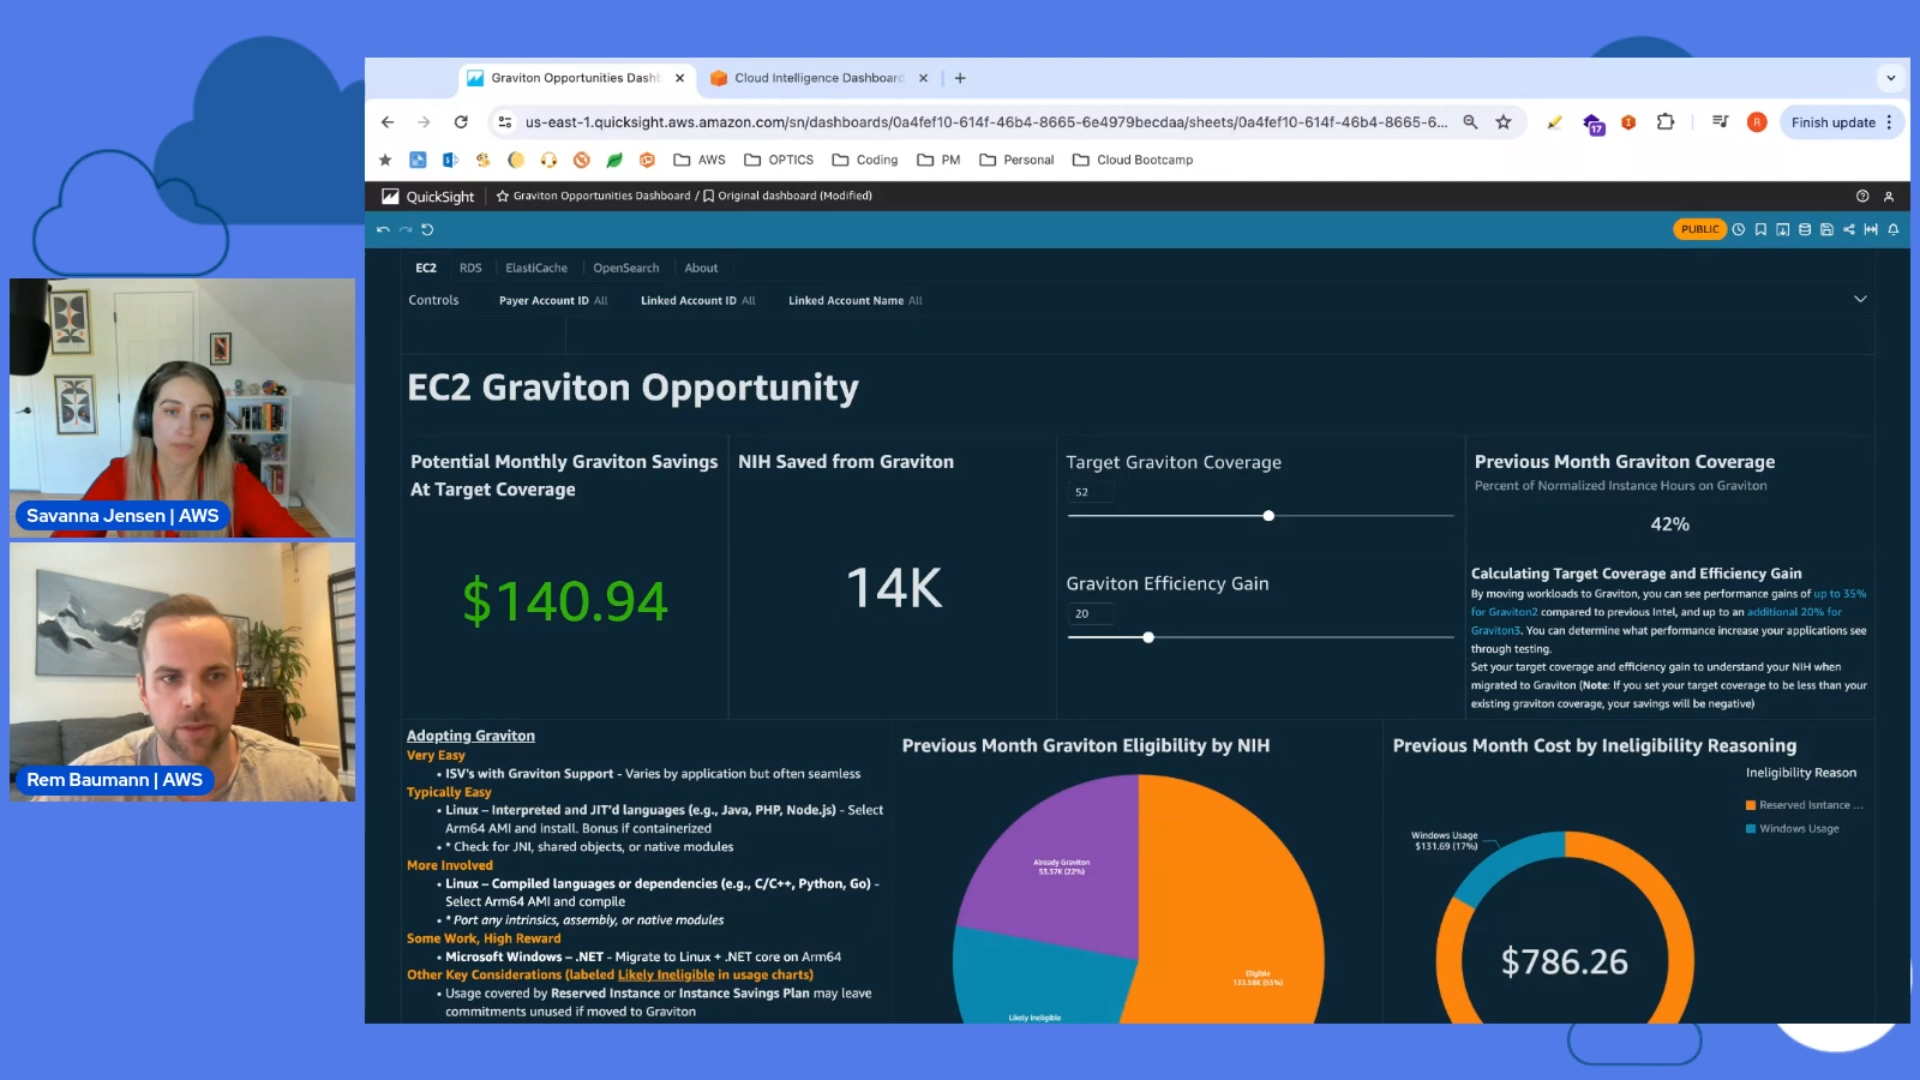 Graviton Opportunities Dashb
Cloud Intelligence Dashboard
us-east-1.quicksight.aws.amazon.com/sn/dashboards/0a4fef10-614f-46b4-8665-6e4979becdaa/sheets/0a4fef10-614f-46b4-8665-6...
17
R
Finish update
AWS
OPTICS
Coding
PM
Personal
Cloud Bootcamp
QuickSight
Graviton Opportunities Dashboard / Original dashboard (Modified)
PUBLIC
EC2
RDS
ElastiCache
OpenSearch
About
Controls
Payer Account ID All
Linked Account ID All
Linked Account Name All
EC2 Graviton Opportunity
Potential Monthly Graviton Savings
At Target Coverage
$140.94
NIH Saved from Graviton
14K
Target Graviton Coverage
52
Graviton Efficiency Gain
20
Previous Month Graviton Coverage
Percent of Normalized Instance Hours on Graviton
42%
Calculating Target Coverage and Efficiency Gain
By moving workloads to Graviton, you can see performance gains of up to 35%
for Graviton2 compared to previous Intel, and up to an additional 20% for
Graviton3. You can determine what performance increase your applications see
through testing.
Set your target coverage and efficiency gain to understand your NIH when
migrated to Graviton (Note: If you set your target coverage to be less than your
existing graviton coverage, your savings will be negative)
Adopting Graviton
Very Easy
• ISV's with Graviton Support - Varies by application but often seamless
Typically Easy
• Linux – Interpreted and JIT'd languages (e.g., Java, PHP, Node.js) - Select
Arm64 AMI and install. Bonus if containerized
• * Check for JNI, shared objects, or native modules
More Involved
• Linux – Compiled languages or dependencies (e.g., C/C++, Python, Go) -
Select Arm64 AMI and compile
• * Port any intrinsics, assembly, or native modules
Some Work, High Reward
• Microsoft Windows – .NET - Migrate to Linux + .NET core on Arm64
Other Key Considerations (labeled Likely Ineligible in usage charts)
• Usage covered by Reserved Instance or Instance Savings Plan may leave
commitments unused if moved to Graviton
Previous Month Graviton Eligibility by NIH
Already Graviton
53.57K (22%)
Eligible
133.58K (55%)
Likely Ineligible
Previous Month Cost by Ineligibility Reasoning
Ineligibility Reason
Reserved Isntance ...
Windows Usage
Windows Usage
$131.69 (17%)
$786.26
Savanna Jensen | AWS
Rem Baumann | AWS